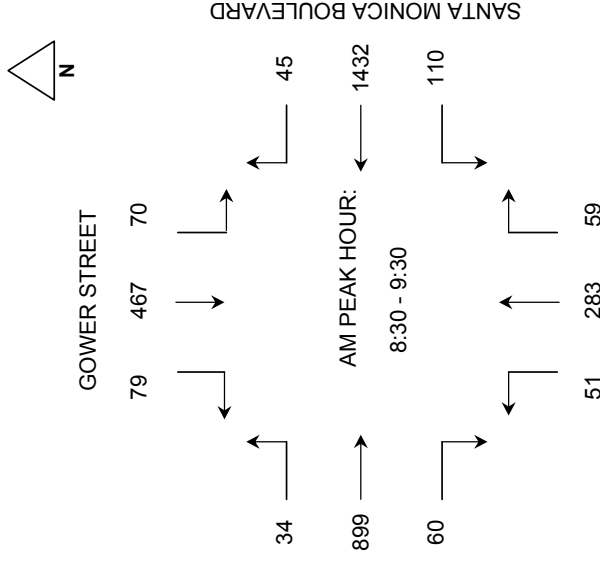 SANTA MONICA BOULEVARD
N
GOWER STREET
79
467
70
45
1432
110
34
899
60
AM PEAK HOUR:
8:30 - 9:30
51
283
59